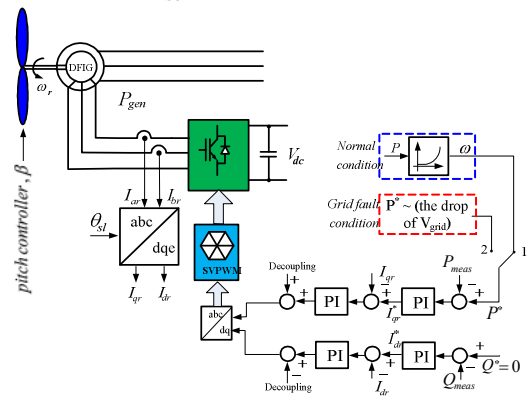 DFIG
ω_r
P_gen
V_dc
pitch controller, β
I_ar
I_br
θ_sl
abc
dqe
I_qr
I_dr
SVPWM
abc
dq
Normal condition
P
ω
Grid fault condition
P* ~ (the drop
of V_grid)
2
1
Decoupling
+
+
PI
I_qr
−
+
I*_qr
PI
P_meas
−
+
P*
+
−
Decoupling
PI
+
−
I_dr
I*_dr
PI
+
−
Q_meas
Q*=0